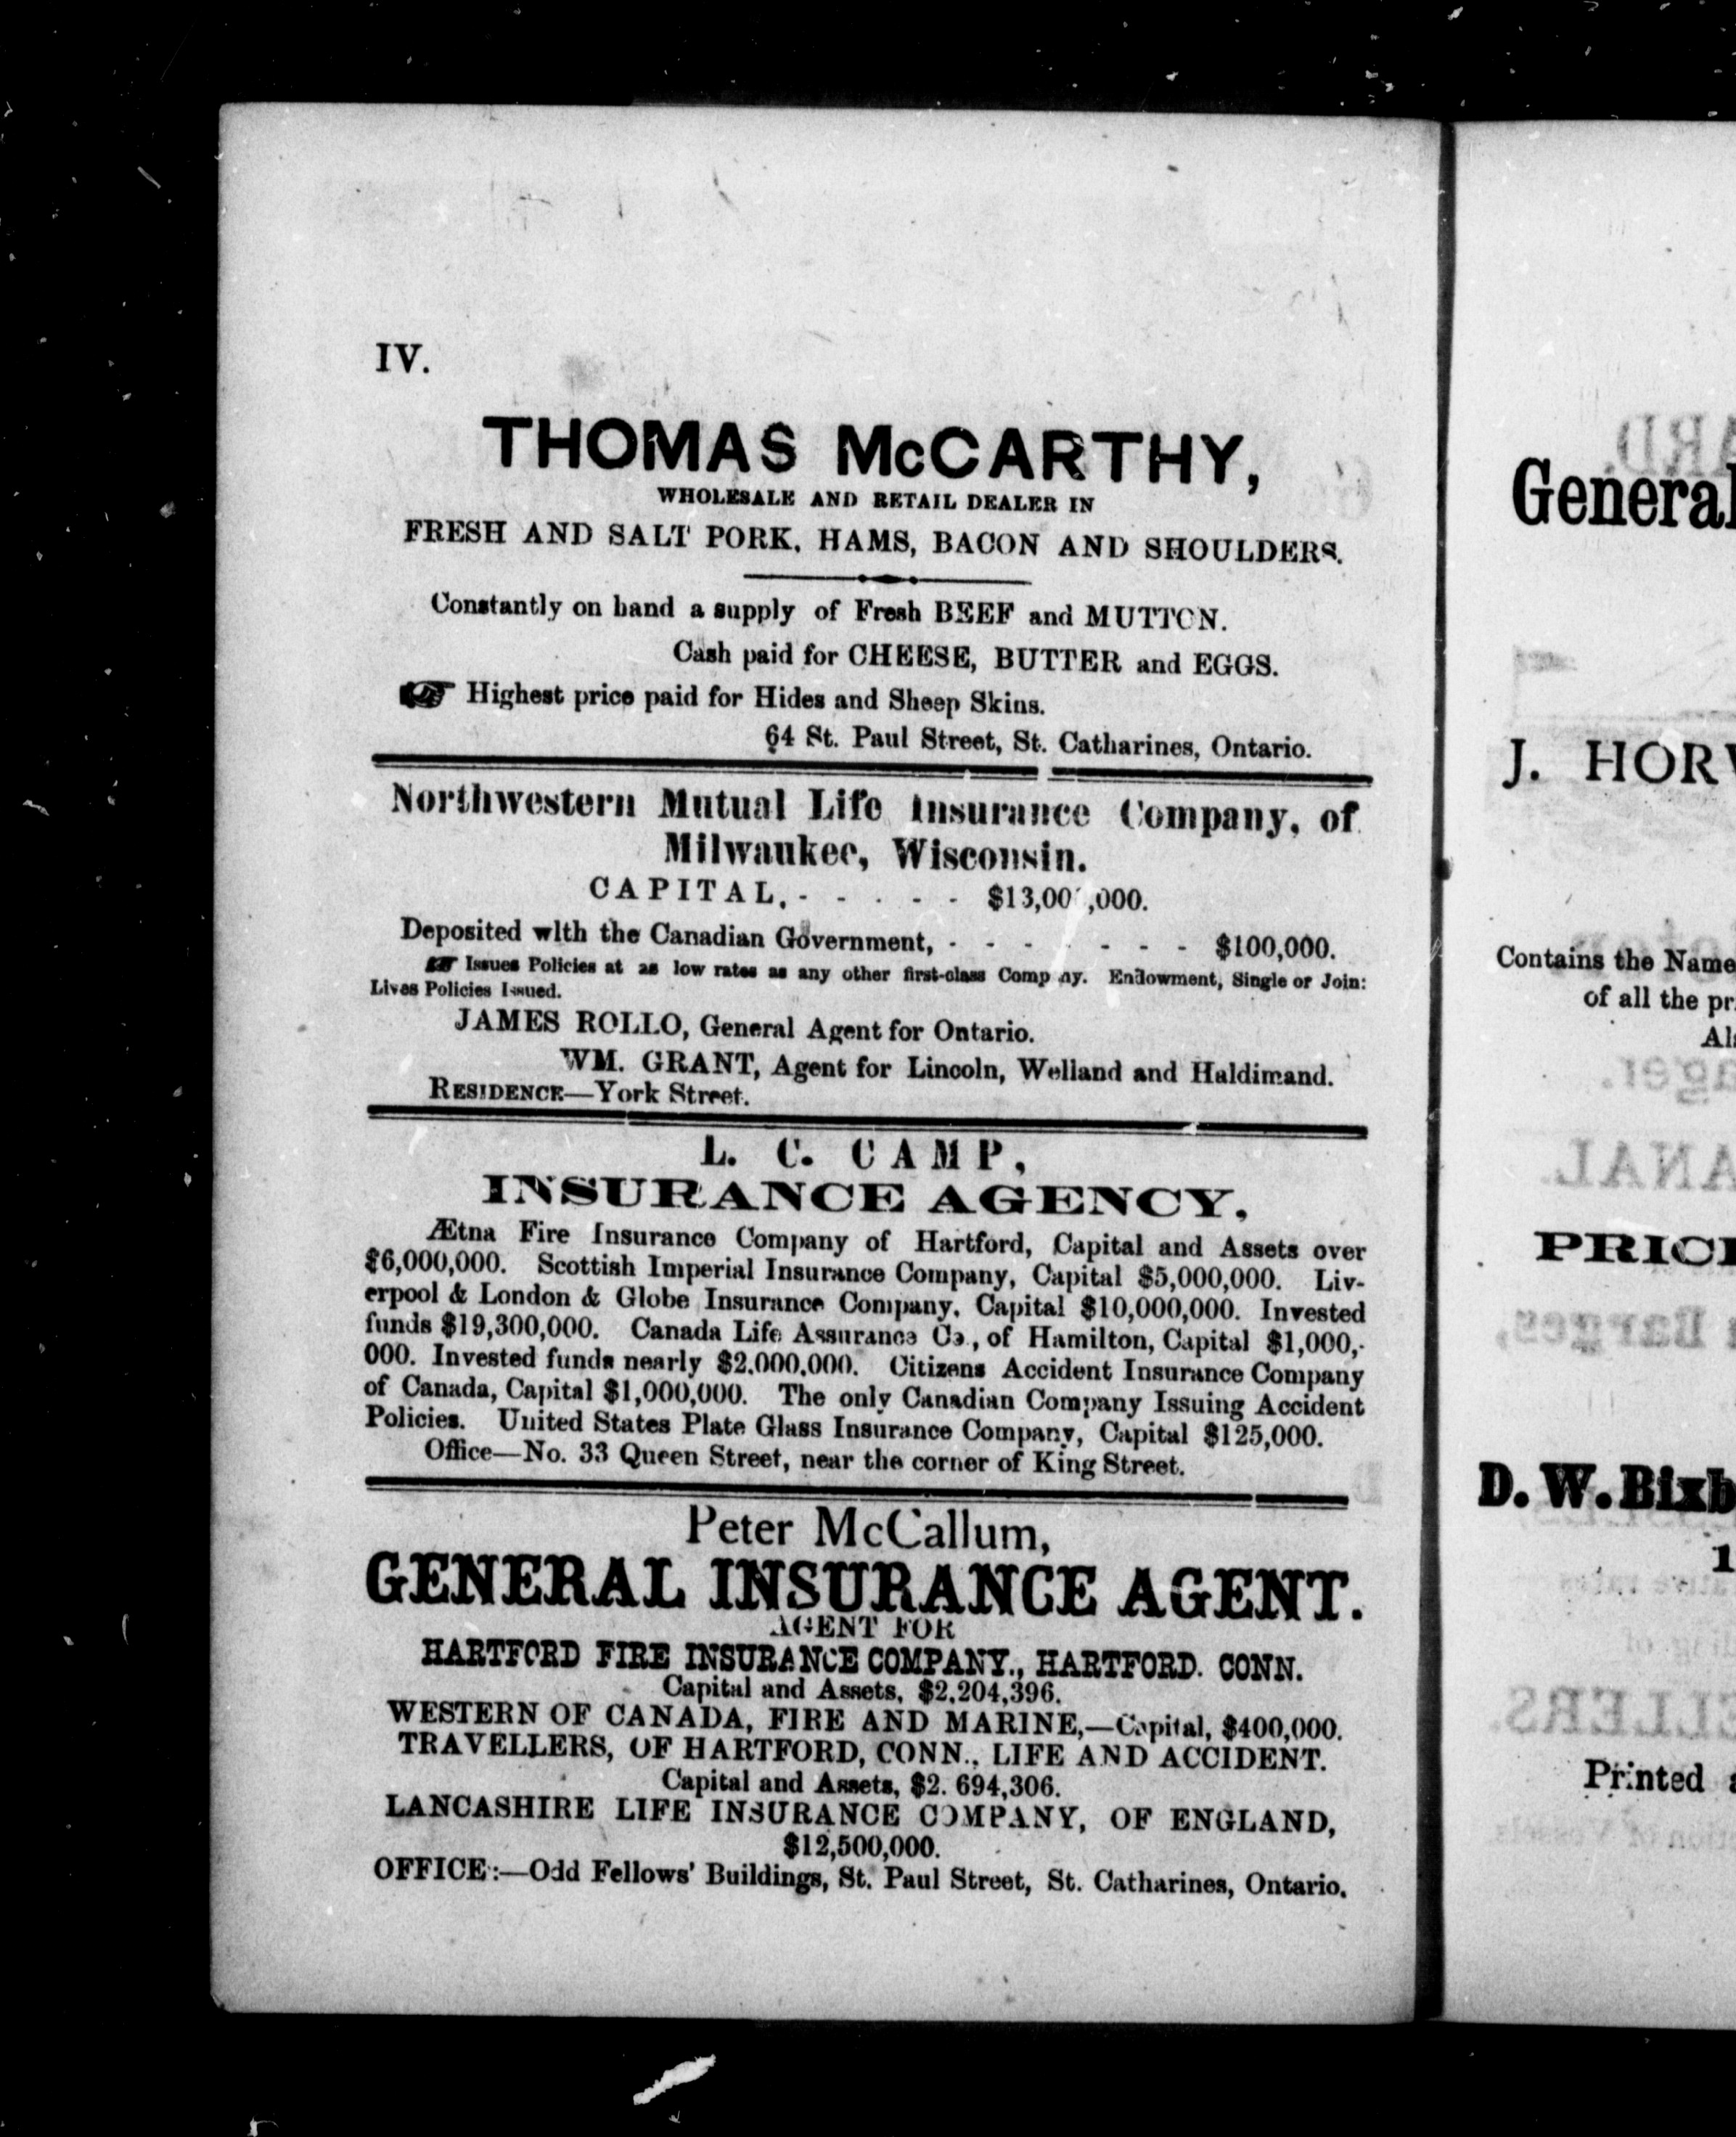 IV.
THOMAS McCARTHY,
WHOLESALE AND RETAIL DEALER IN
FRESH AND SALT PORK, HAMS, BACON AND SHOULDERS.
Constantly on hand a supply of Fresh BEEF and MUTTON.
Cash paid for CHEESE, BUTTER and EGGS.
☛ Highest price paid for Hides and Sheep Skins.
64 St. Paul Street, St. Catharines, Ontario.
Northwestern Mutual Life Insurance Company, of
Milwaukee, Wisconsin.
CAPITAL, - - - - - $13,00 ,000.
Deposited with the Canadian Government, - - - - - - - $100,000.
☛ Issues Policies at as low rates as any other first-class Comp ny. Endowment, Single or Join:
Lives Policies Issued.
JAMES ROLLO, General Agent for Ontario.
WM. GRANT, Agent for Lincoln, Welland and Haldimand.
RESIDENCE—York Street.
L. C. CAMP,
INSURANCE AGENCY.
Ætna Fire Insurance Company of Hartford, Capital and Assets over
$6,000,000. Scottish Imperial Insurance Company, Capital $5,000,000. Liv-
erpool & London & Globe Insurance Company. Capital $10,000,000. Invested
funds $19,300,000. Canada Life Assurance Co., of Hamilton, Capital $1,000,-
000. Invested funds nearly $2.000.000. Citizens Accident Insurance Company
of Canada, Capital $1,000,000. The only Canadian Company Issuing Accident
Policies. United States Plate Glass Insurance Company, Capital $125,000.
Office—No. 33 Queen Street, near the corner of King Street.
Peter McCallum,
GENERAL INSURANCE AGENT.
AGENT FOR
HARTFORD FIRE INSURANCE COMPANY., HARTFORD. CONN.
Capital and Assets, $2.204,396.
WESTERN OF CANADA, FIRE AND MARINE,—Capital, $400,000.
TRAVELLERS, OF HARTFORD, CONN., LIFE AND ACCIDENT.
Capital and Assets, $2. 694,306.
LANCASHIRE LIFE INSURANCE COMPANY, OF ENGLAND,
$12,500,000.
OFFICE:—Odd Fellows' Buildings, St. Paul Street, St. Catharines, Ontario.
General
J. HOR
Contains the Name
of all the pr
Al
PRIC
D. W. Bixb
1
Printed